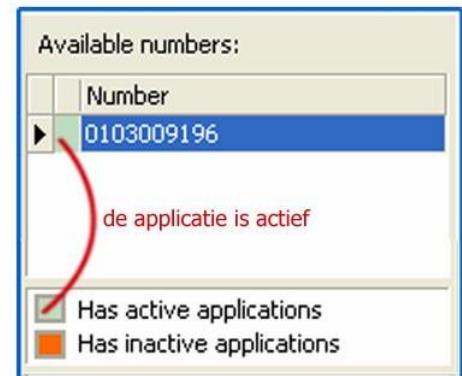 Available numbers:
Number
0103009196
de applicatie is actief
Has active applications
Has inactive applications